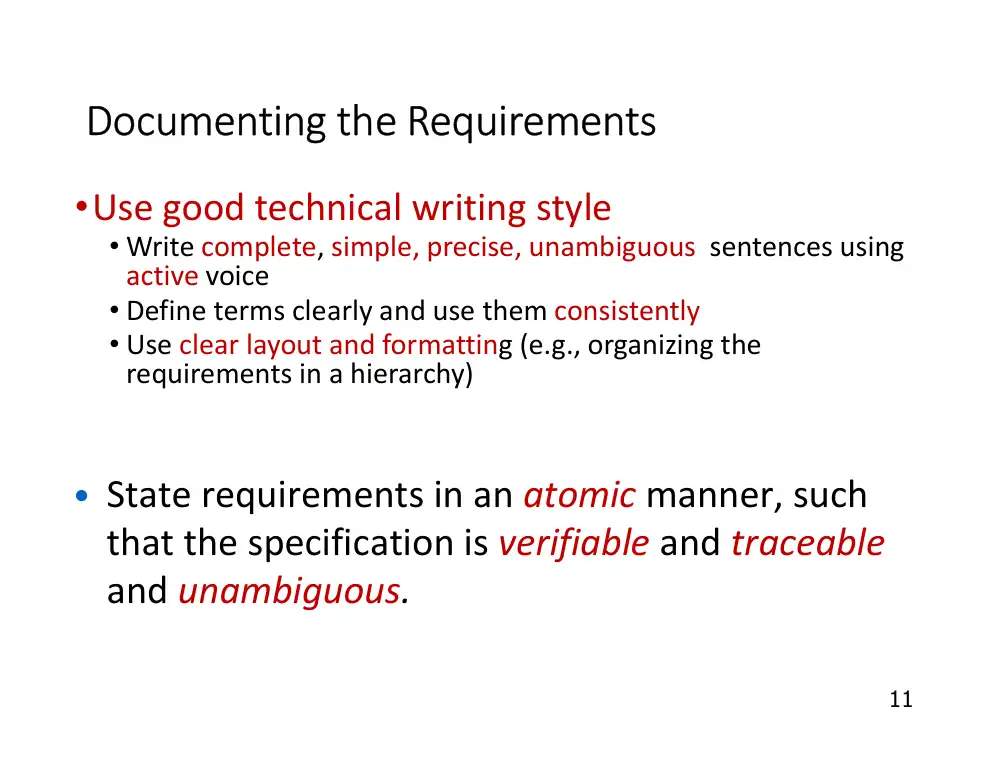 Documenting the Requirements
•Use good technical writing style
• Write complete, simple, precise, unambiguous sentences using
active voice
• Define terms clearly and use them consistently
• Use clear layout and formatting (e.g., organizing the
requirements in a hierarchy)
• State requirements in an atomic manner, such
that the specification is verifiable and traceable
and unambiguous.
11